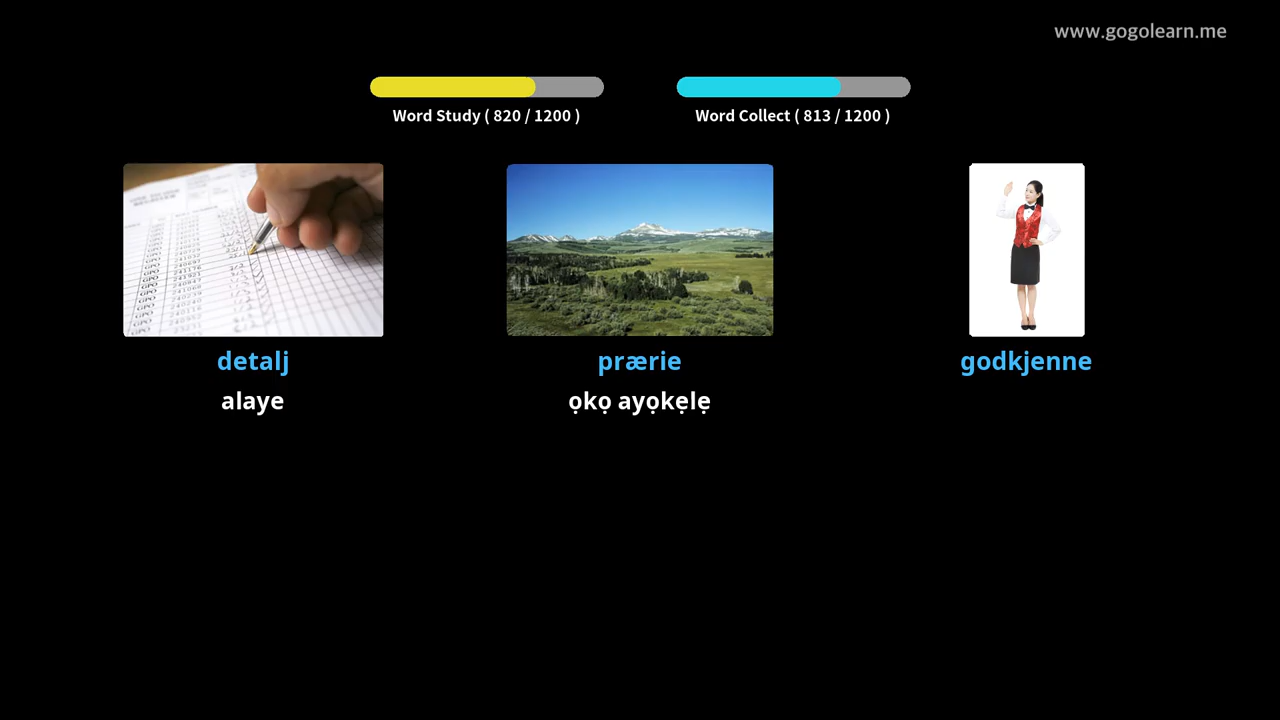 www.gogolearn.me
Word Study ( 820 / 1200 )
Word Collect ( 813 / 1200 )
detalj
prærie
godkjenne
alaye
ọkọ ayọkẹlẹ